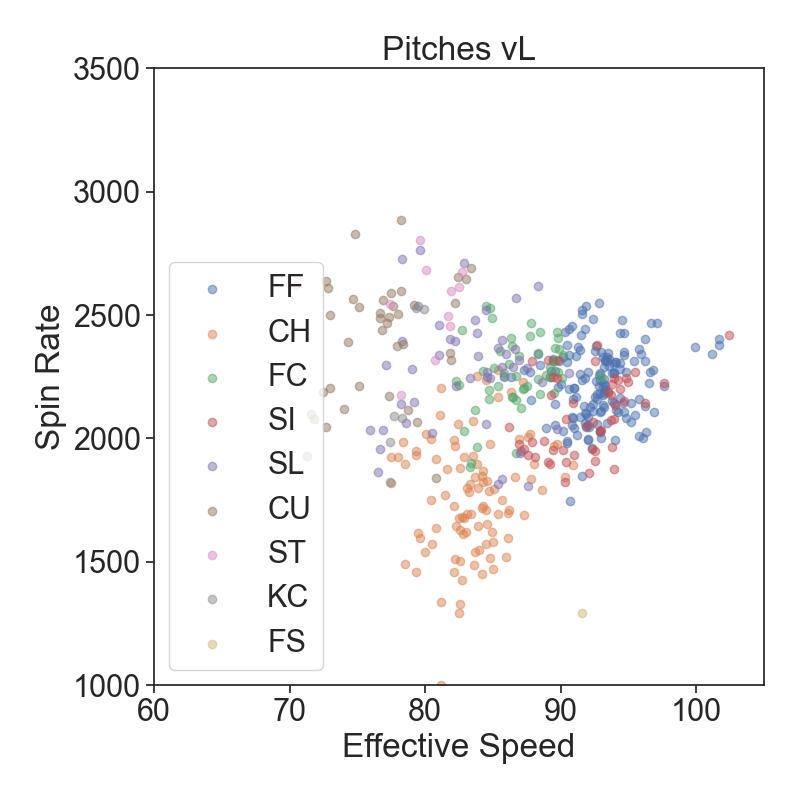 Pitches vL
3500
3000
2500
2000
1500
1000
Spin Rate
FF
CH
FC
SI
SL
CU
ST
KC
FS
60 70 80 90 100
Effective Speed